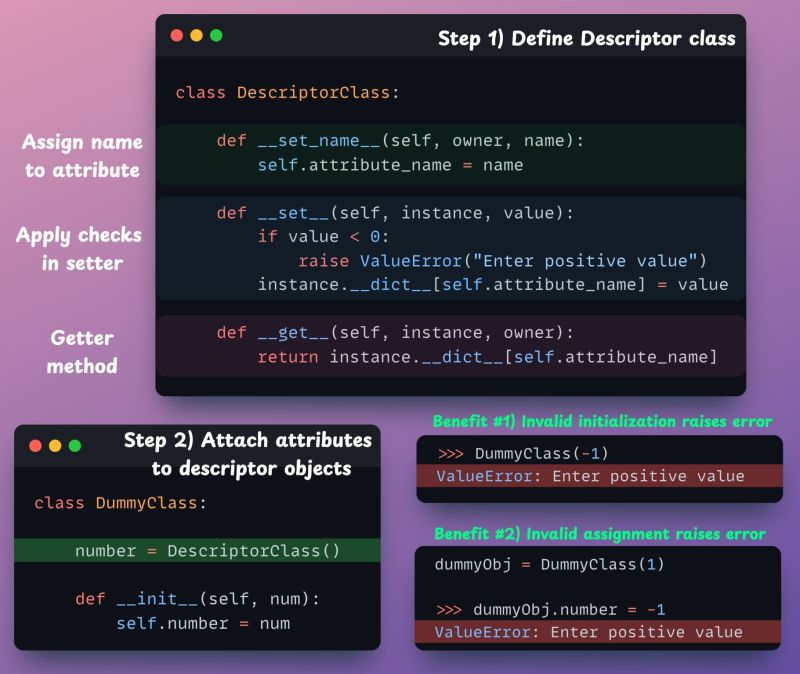 Step 1) Define Descriptor class
class DescriptorClass:
Assign name
to attribute
def __set_name__(self, owner, name):
self.attribute_name = name
Apply checks
in setter
def __set__(self, instance, value):
if value < 0:
raise ValueError("Enter positive value")
instance.__dict__[self.attribute_name] = value
Getter
method
def __get__(self, instance, owner):
return instance.__dict__[self.attribute_name]
Step 2) Attach attributes
to descriptor objects
class DummyClass:
number = DescriptorClass()
def __init__(self, num):
self.number = num
Benefit #1) Invalid initialization raises error
>>> DummyClass(-1)
ValueError: Enter positive value
Benefit #2) Invalid assignment raises error
dummyObj = DummyClass(1)
>>> dummyObj.number = -1
ValueError: Enter positive value